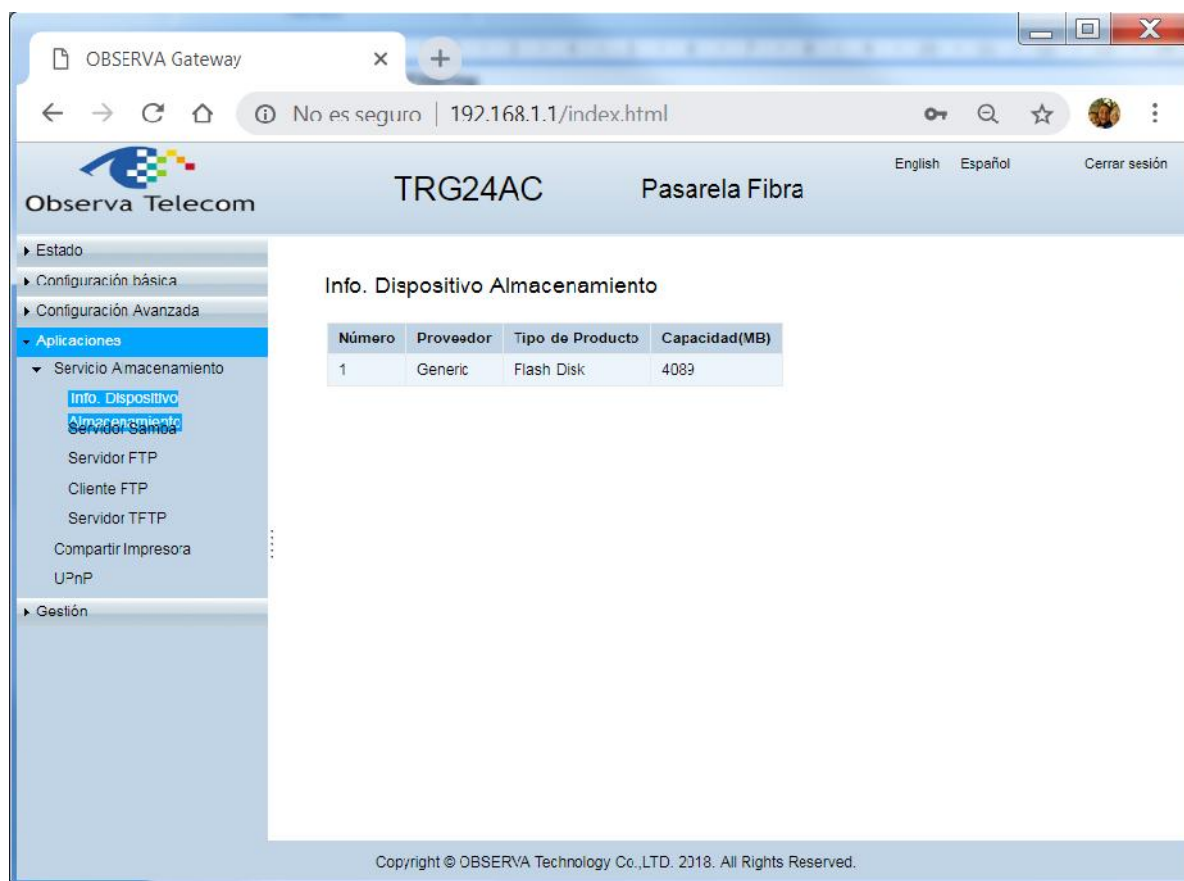 OBSERVA Gateway
No es seguro | 192.168.1.1/index.html
Observa Telecom
TRG24AC
Pasarela Fibra
English Español Cerrar sesión
Estado
Configuración básica
Configuración Avanzada
Aplicaciones
Servicio Almacenamiento
Info. Dispositivo
Almacenamiento
Servidor Samba
Servidor FTP
Cliente FTP
Servidor TFTP
Compartir Impresora
UPnP
Gestión
Info. Dispositivo Almacenamiento
Número Proveedor Tipo de Producto Capacidad(MB)
1 Generic Flash Disk 4089
Copyright © OBSERVA Technology Co.,LTD. 2018. All Rights Reserved.